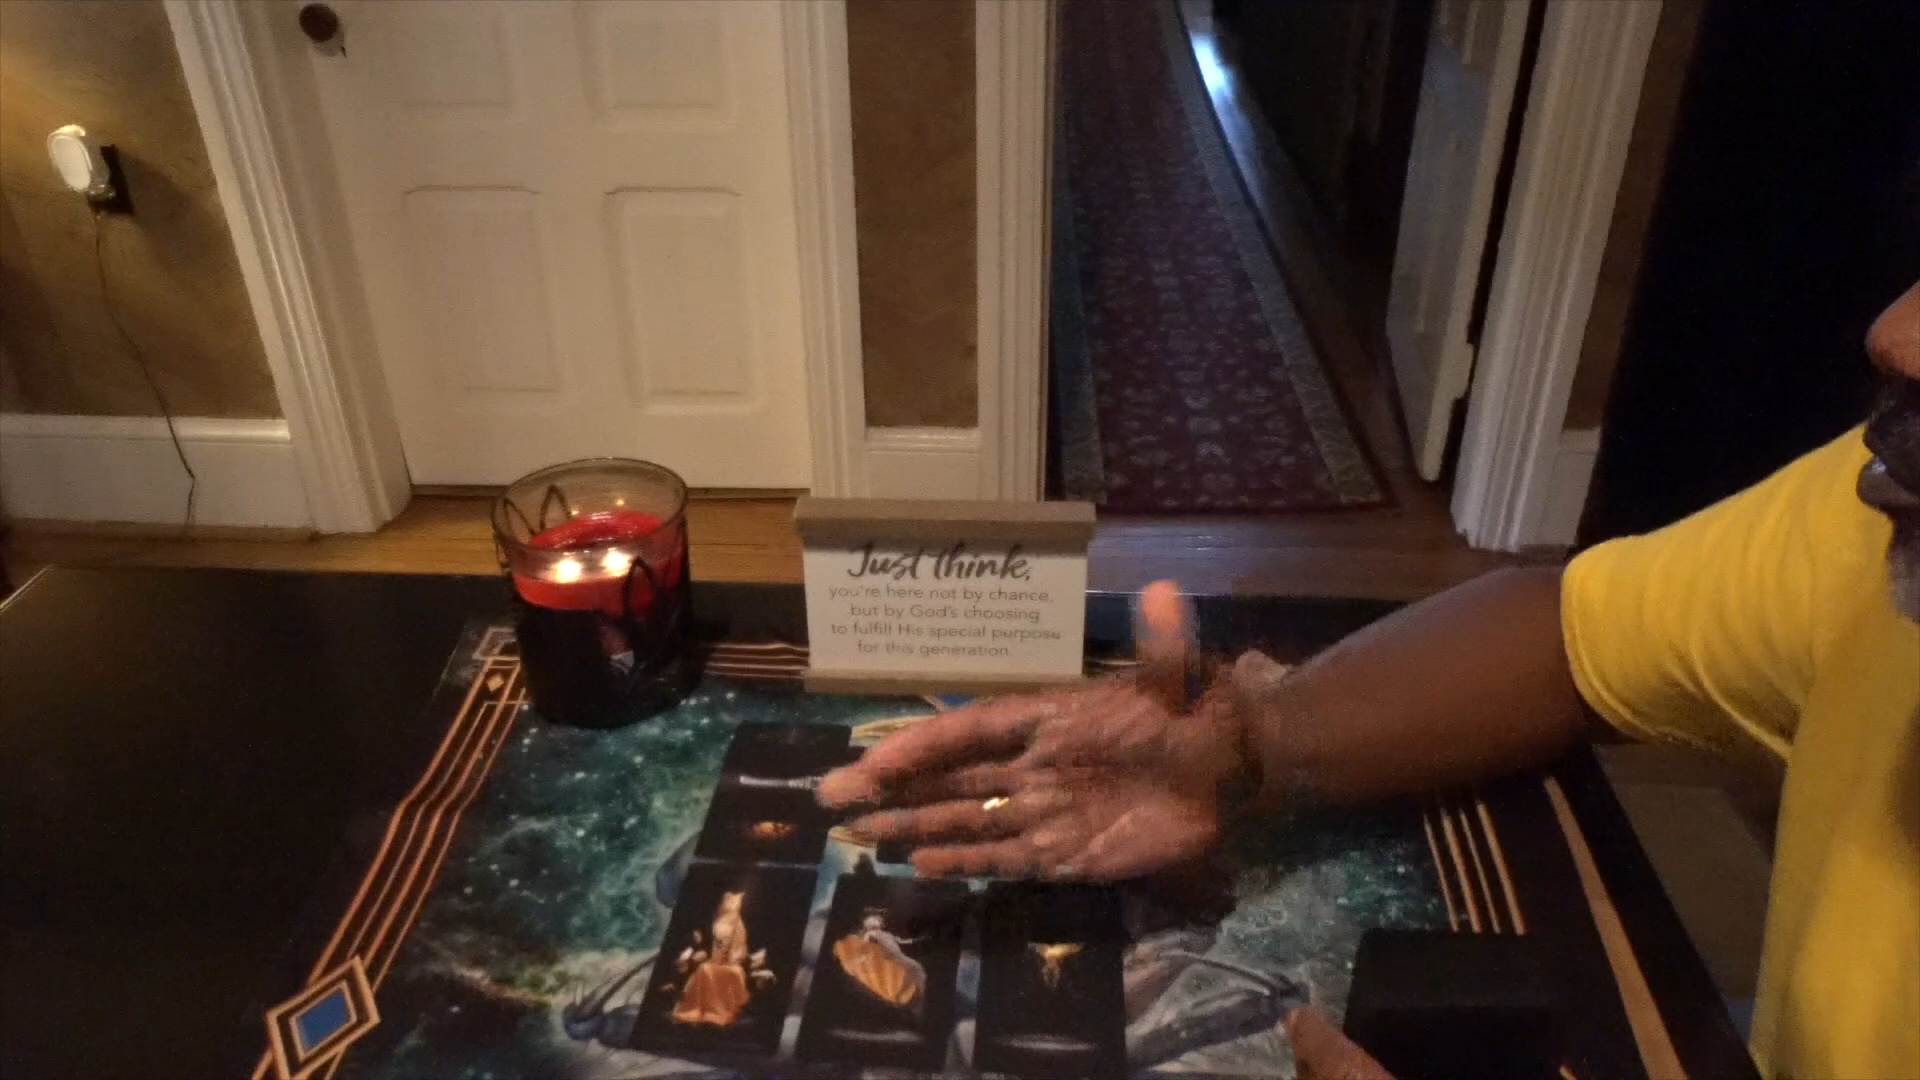 Just think,
you're here not by chance,
but by God's choosing
to fulfill His special purpose
for this generation.